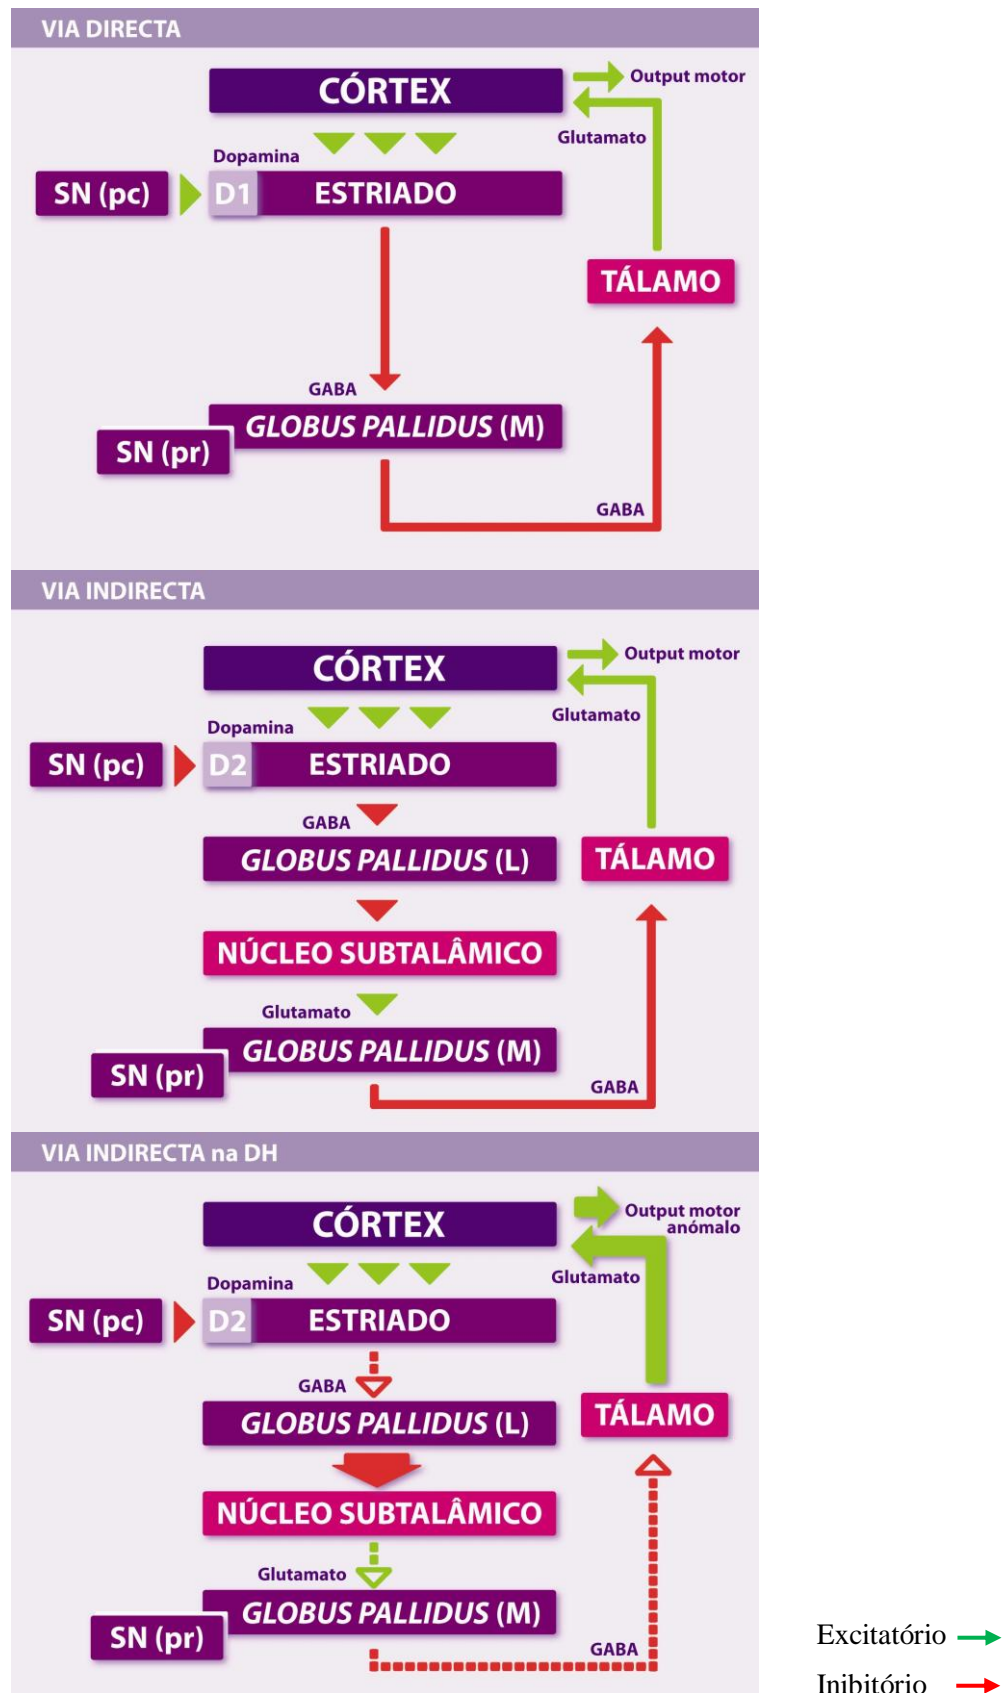 VIA DIRECTA
CÓRTEX
Output motor
Glutamato
Dopamina
SN (pc)
D1
ESTRIADO
TÁLAMO
GABA
GLOBUS PALLIDUS (M)
SN (pr)
GABA
VIA INDIRECTA
CÓRTEX
Output motor
Glutamato
Dopamina
SN (pc)
D2
ESTRIADO
GABA
GLOBUS PALLIDUS (L)
TÁLAMO
NÚCLEO SUBTALÂMICO
Glutamato
GLOBUS PALLIDUS (M)
SN (pr)
GABA
VIA INDIRECTA na DH
CÓRTEX
Output motor
anómalo
Glutamato
Dopamina
SN (pc)
D2
ESTRIADO
GABA
GLOBUS PALLIDUS (L)
TÁLAMO
NÚCLEO SUBTALÂMICO
Glutamato
GLOBUS PALLIDUS (M)
SN (pr)
GABA
Excitatório
Inibitório